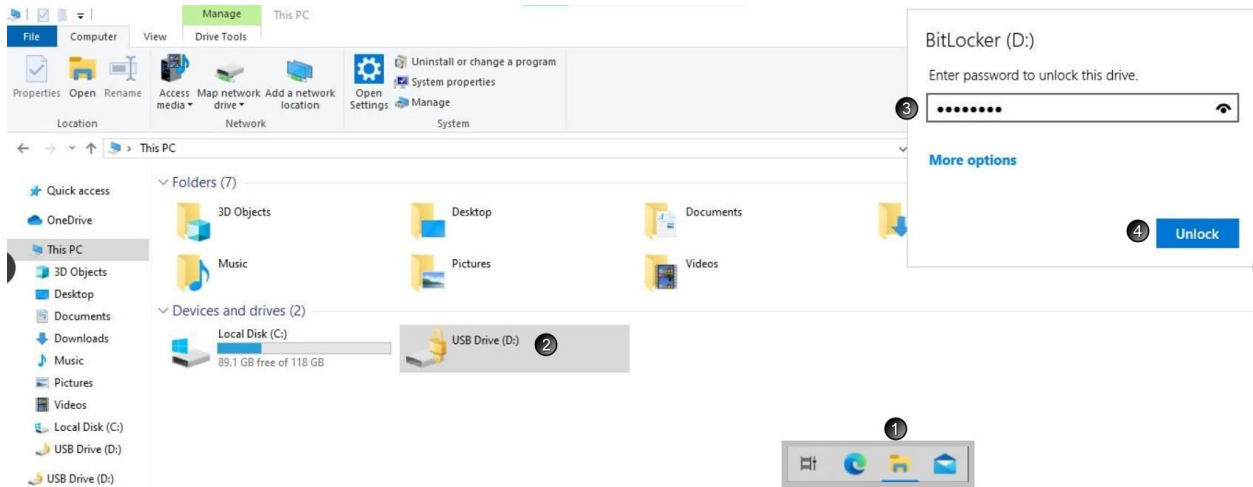 Manage This PC
File Computer View Drive Tools
Properties Open Rename
Access media Map network drive Add a network location
Open Settings
Uninstall or change a program
System properties
Manage
Location Network System
This PC
Quick access
OneDrive
This PC
3D Objects
Desktop
Documents
Downloads
Music
Pictures
Videos
Local Disk (C:)
USB Drive (D:)
USB Drive (D:)
Folders (7)
3D Objects Desktop Documents
Music Pictures Videos
Devices and drives (2)
Local Disk (C:)
89.1 GB free of 118 GB
USB Drive (D:) 2
1
BitLocker (D:)
Enter password to unlock this drive.
3 ••••••••
More options
4 Unlock